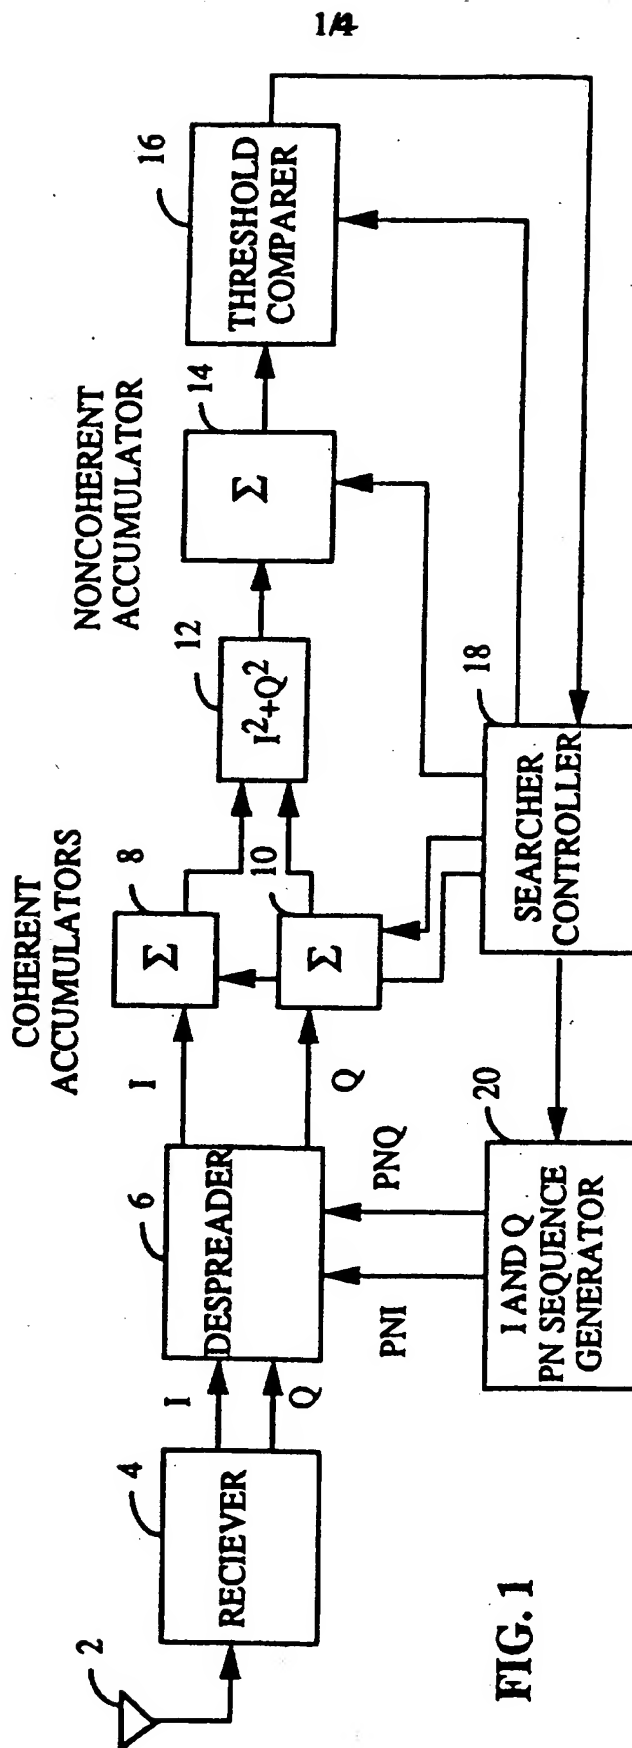 1/4
2
4
RECIEVER
I
Q
6
DESPREADER
PNI
PNQ
I
Q
COHERENT
ACCUMULATORS
8
Σ
10
Σ
12
I²+Q²
NONCOHERENT
ACCUMULATOR
14
Σ
16
THRESHOLD
COMPARER
18
SEARCHER
CONTROLLER
20
I AND Q
PN SEQUENCE
GENERATOR
FIG. 1